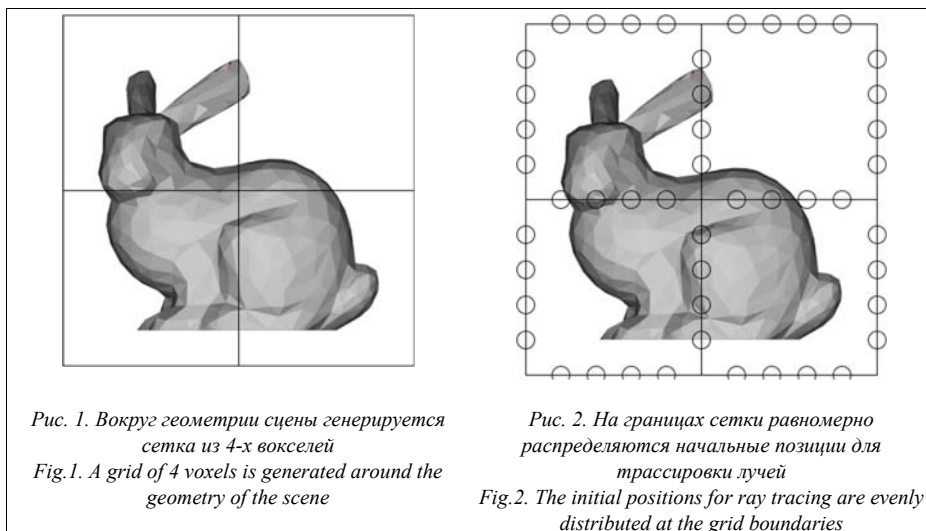 Рис. 1. Вокруг геометрии сцены генерируется
сетка из 4-х вокселей
Fig.1. A grid of 4 voxels is generated around the
geometry of the scene
Рис. 2. На границах сетки равномерно
распределяются начальные позиции для
трассировки лучей
Fig.2. The initial positions for ray tracing are evenly
distributed at the grid boundaries